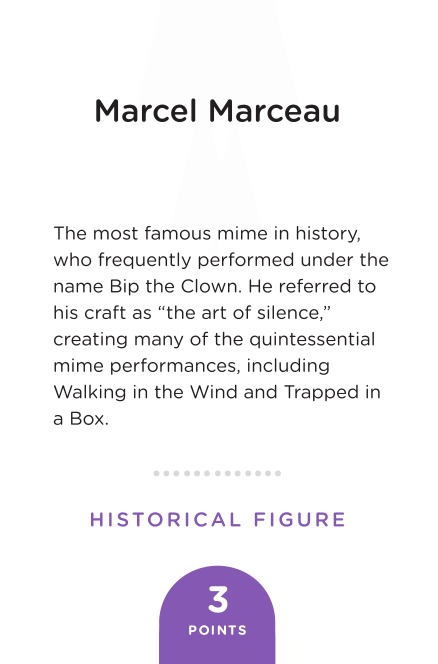 Marcel Marceau
The most famous mime in history,
who frequently performed under the
name Bip the Clown. He referred to
his craft as “the art of silence,”
creating many of the quintessential
mime performances, including
Walking in the Wind and Trapped in
a Box.
HISTORICAL FIGURE
3
POINTS